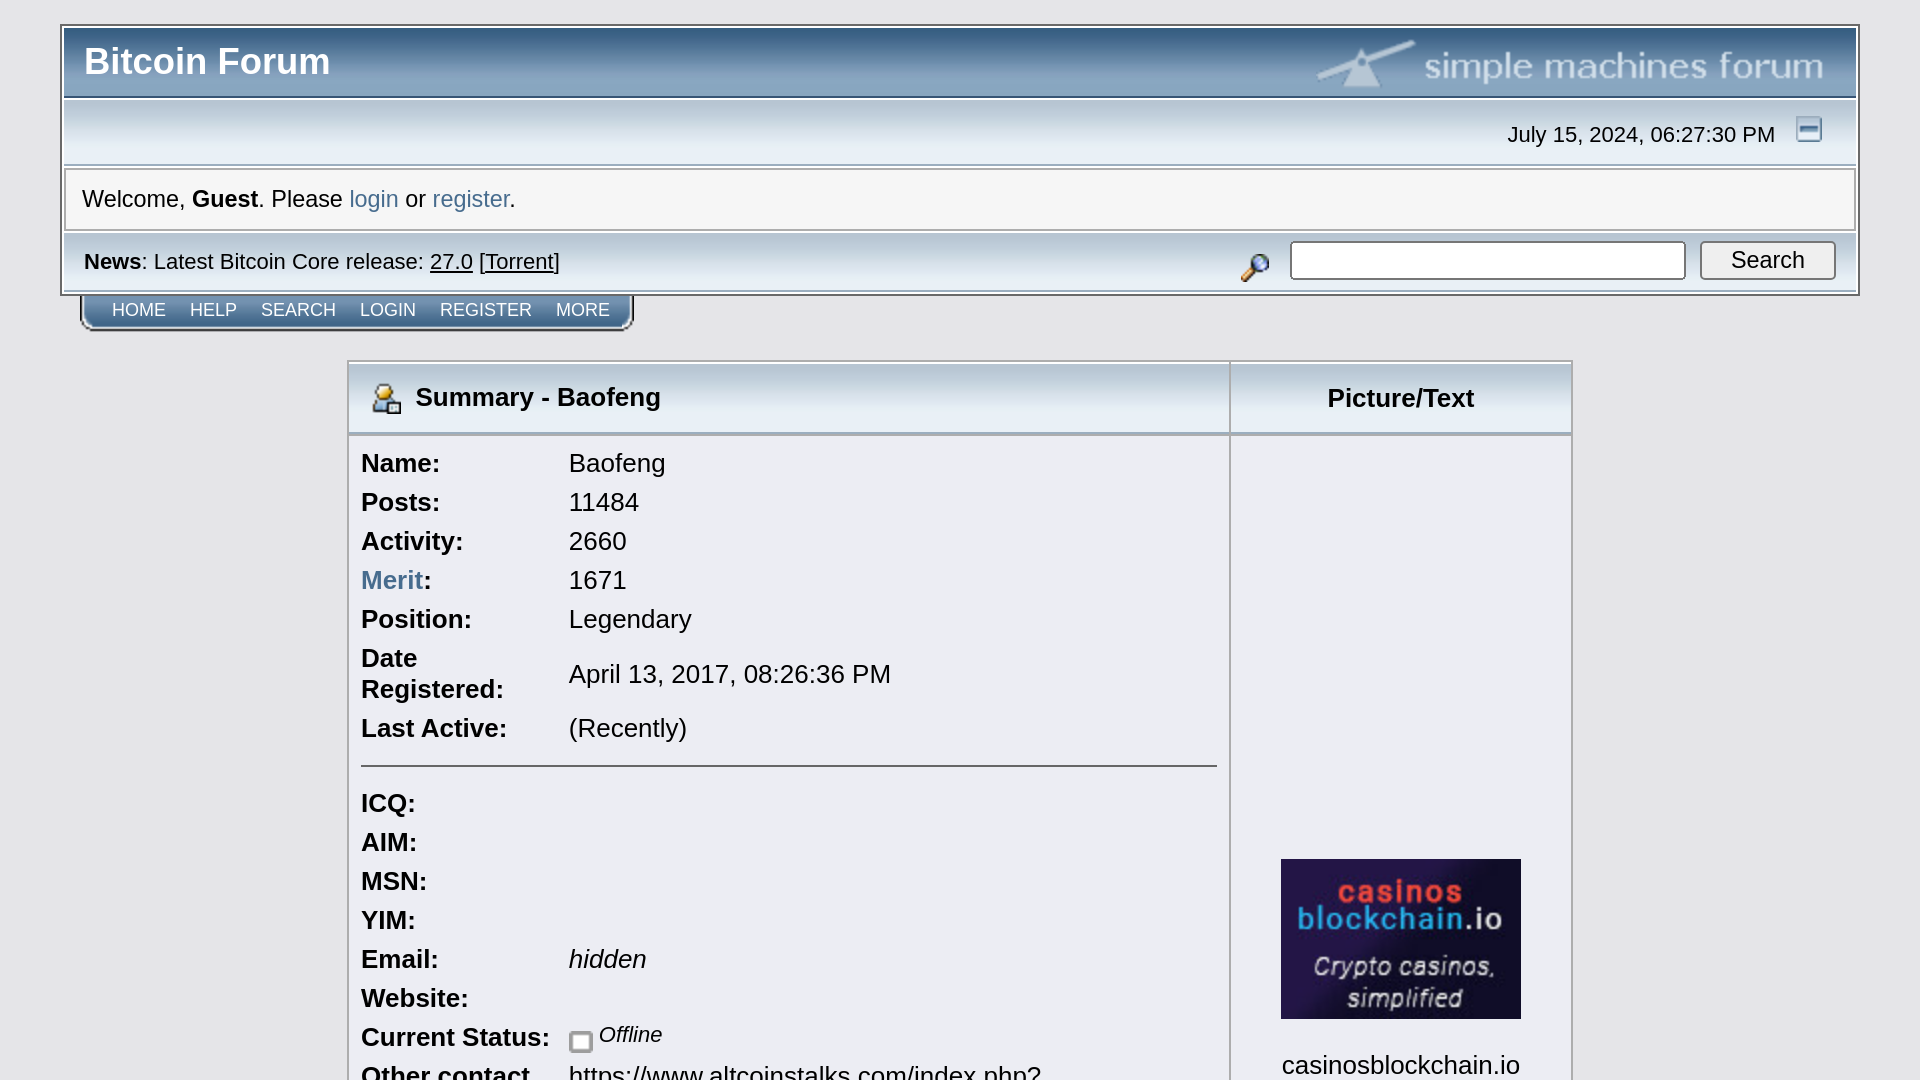 Bitcoin Forum
simple machines forum
July 15, 2024, 06:27:30 PM
Welcome, Guest. Please login or register.
News: Latest Bitcoin Core release: 27.0 [Torrent]
Search
HOME HELP SEARCH LOGIN REGISTER MORE
Summary - Baofeng
Picture/Text
Name: Baofeng
Posts: 11484
Activity: 2660
Merit: 1671
Position: Legendary
Date
Registered: April 13, 2017, 08:26:36 PM
Last Active: (Recently)
ICQ:
AIM:
MSN:
YIM:
Email: hidden
Website:
Current Status: Offline
Other contact https://www.altcoinstalks.com/index.php?
casinos
blockchain.io
Crypto casinos,
simplified
casinosblockchain.io